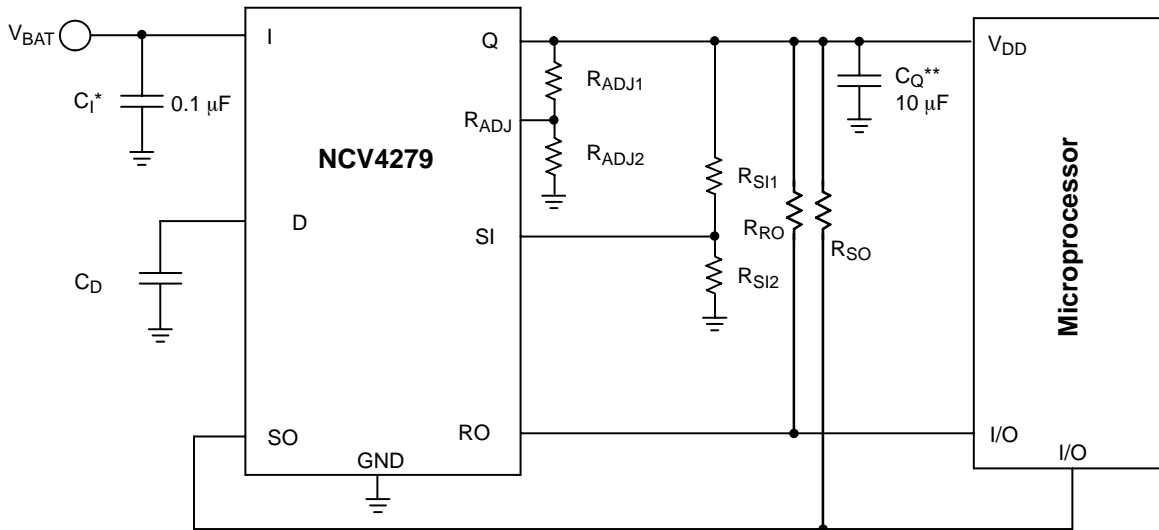 VBAT
I
Q
VDD
CI*
0.1 μF
RADJ1
CQ**
10 μF
RADJ
NCV4279
RADJ2
RSI1
D
SI
RRO
RSO
CD
RSI2
Microprocessor
SO
RO
I/O
GND
I/O